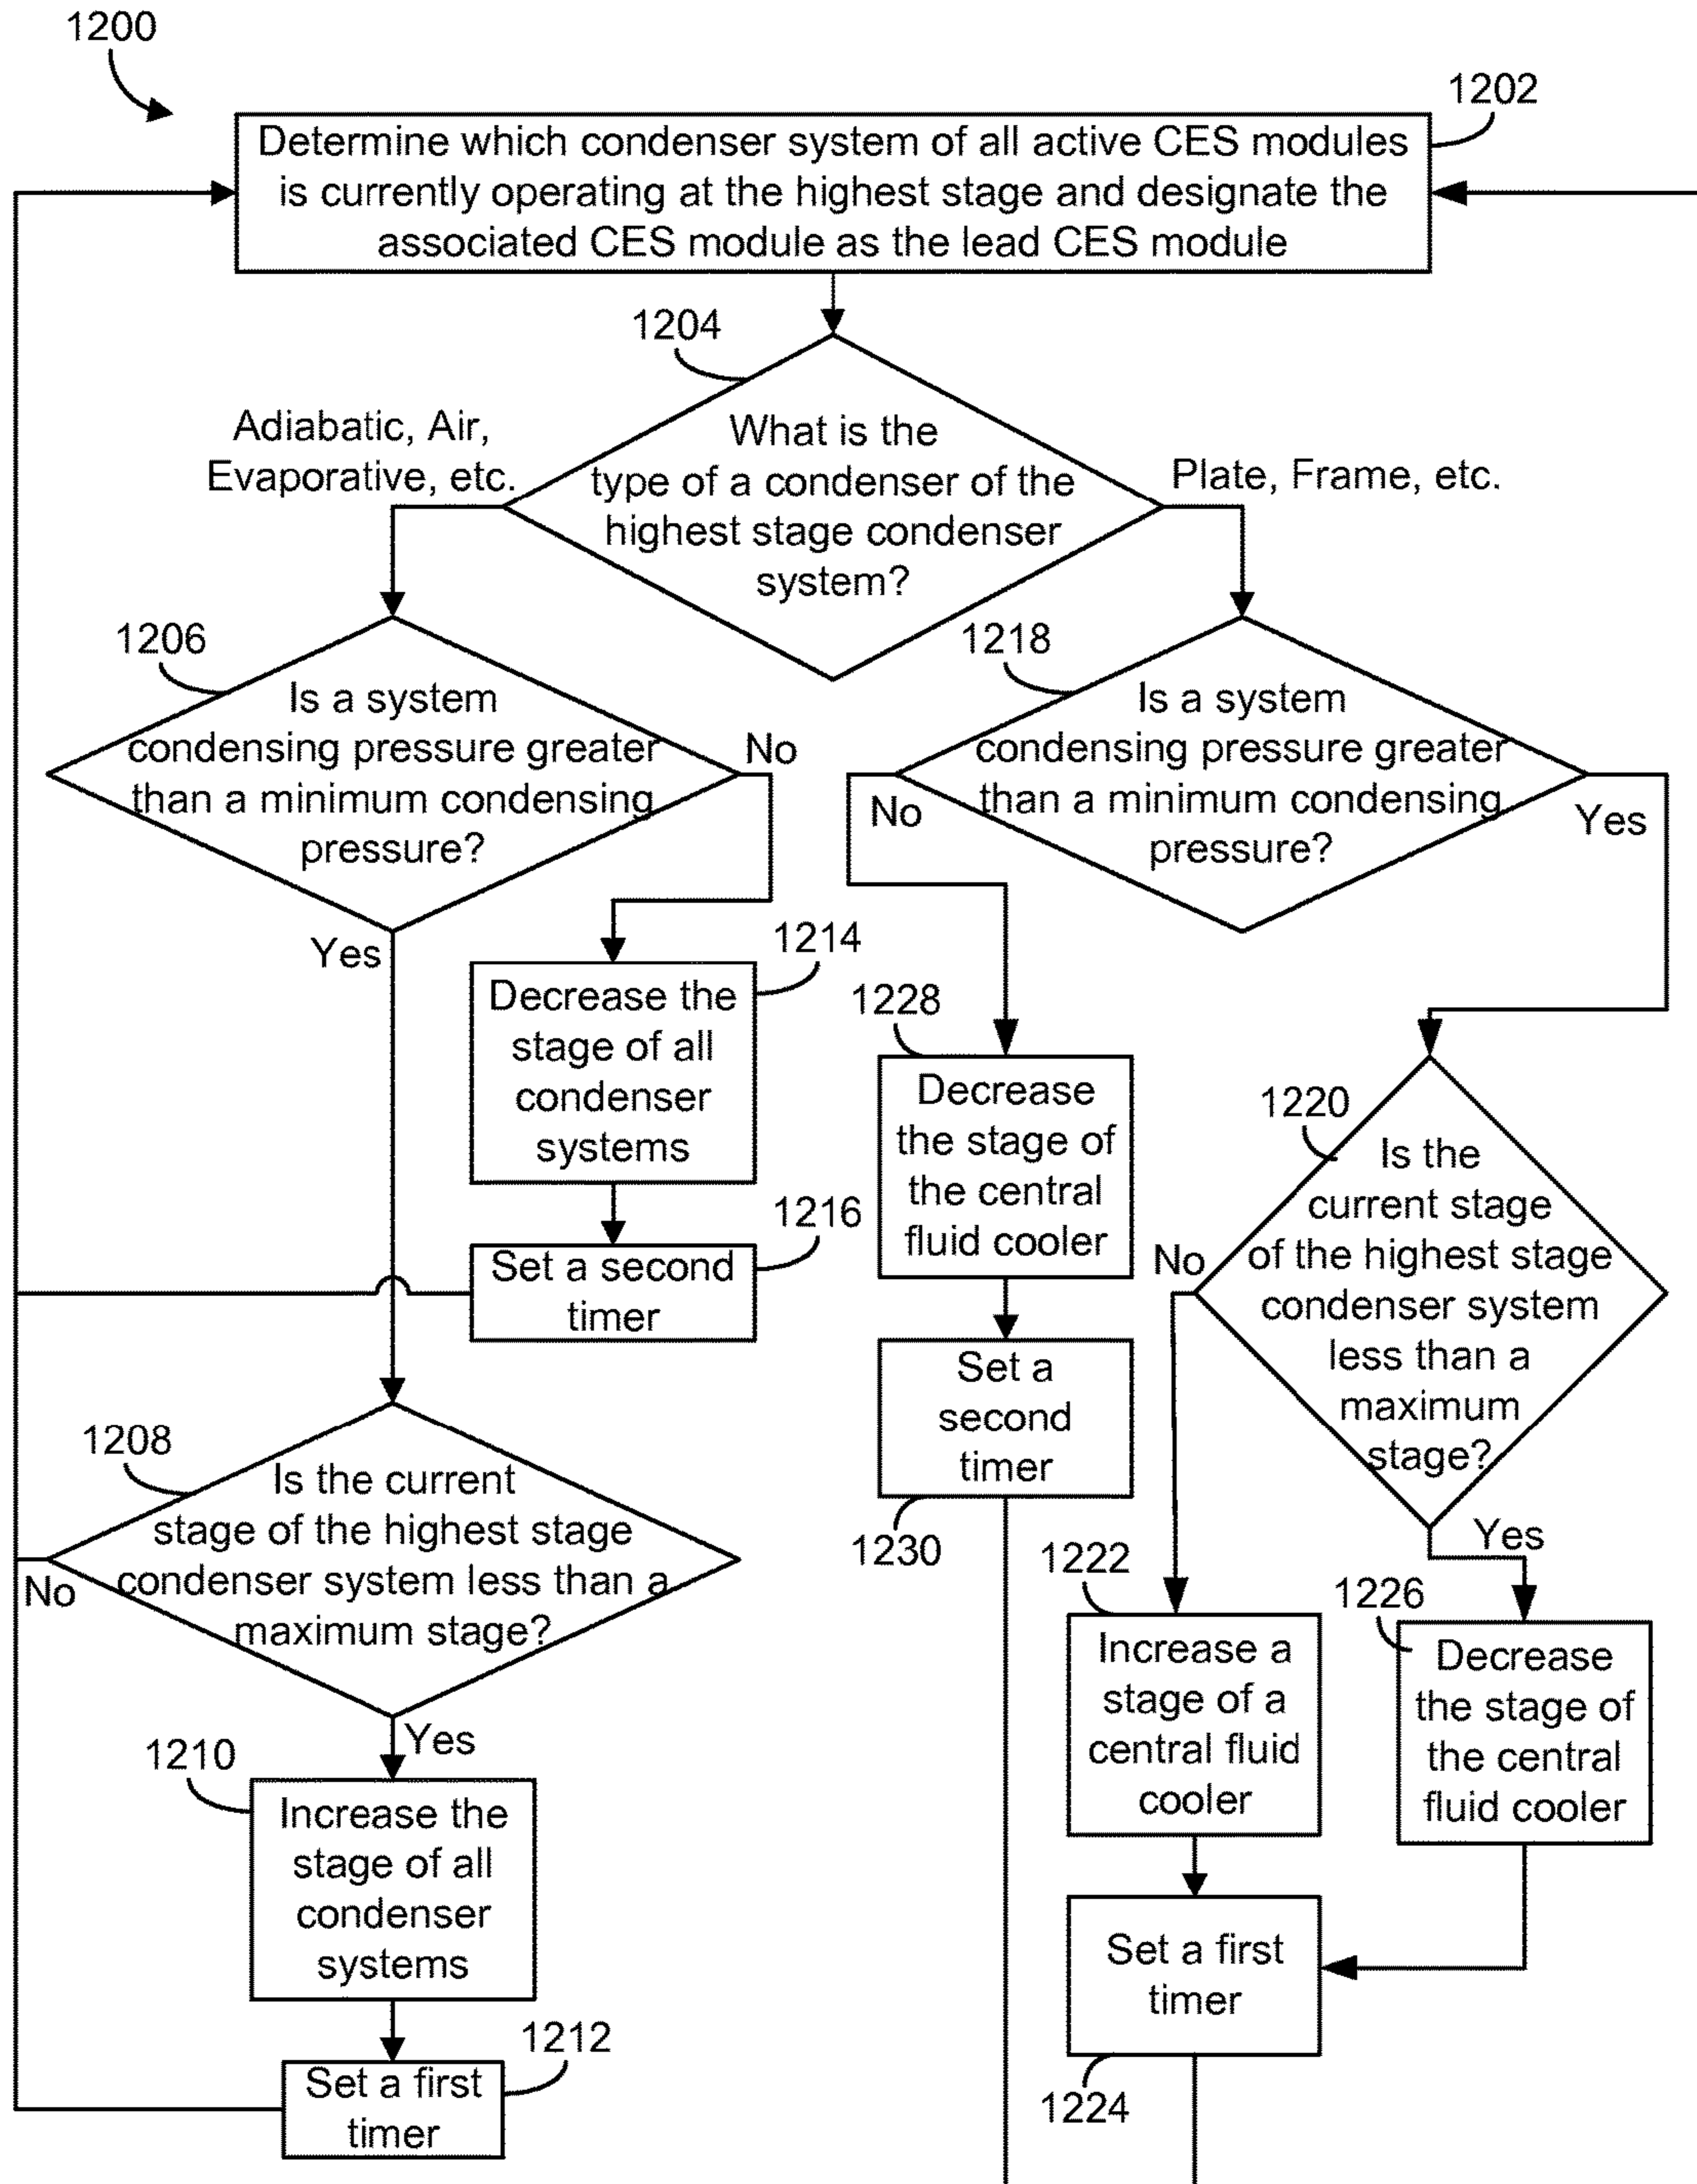 1200
1202
Determine which condenser system of all active CES modules
is currently operating at the highest stage and designate the
associated CES module as the lead CES module
1204
What is the
type of a condenser of the
highest stage condenser
system?
Adiabatic, Air,
Evaporative, etc.
Plate, Frame, etc.
1206
Is a system
condensing pressure greater
than a minimum condensing
pressure?
No
Yes
1218
Is a system
condensing pressure greater
than a minimum condensing
pressure?
No
Yes
1214
Decrease the
stage of all
condenser
systems
1216
Set a second
timer
1228
Decrease
the stage of
the central
fluid cooler
Set a
second
timer
1230
1220
Is the
current stage
of the highest stage
condenser system
less than a
maximum
stage?
No
Yes
1208
Is the current
stage of the highest stage
condenser system less than a
maximum stage?
No
Yes
1210
Increase the
stage of all
condenser
systems
1212
Set a first
timer
1222
Increase a
stage of a
central fluid
cooler
1226
Decrease
the stage of
the central
fluid cooler
Set a first
timer
1224